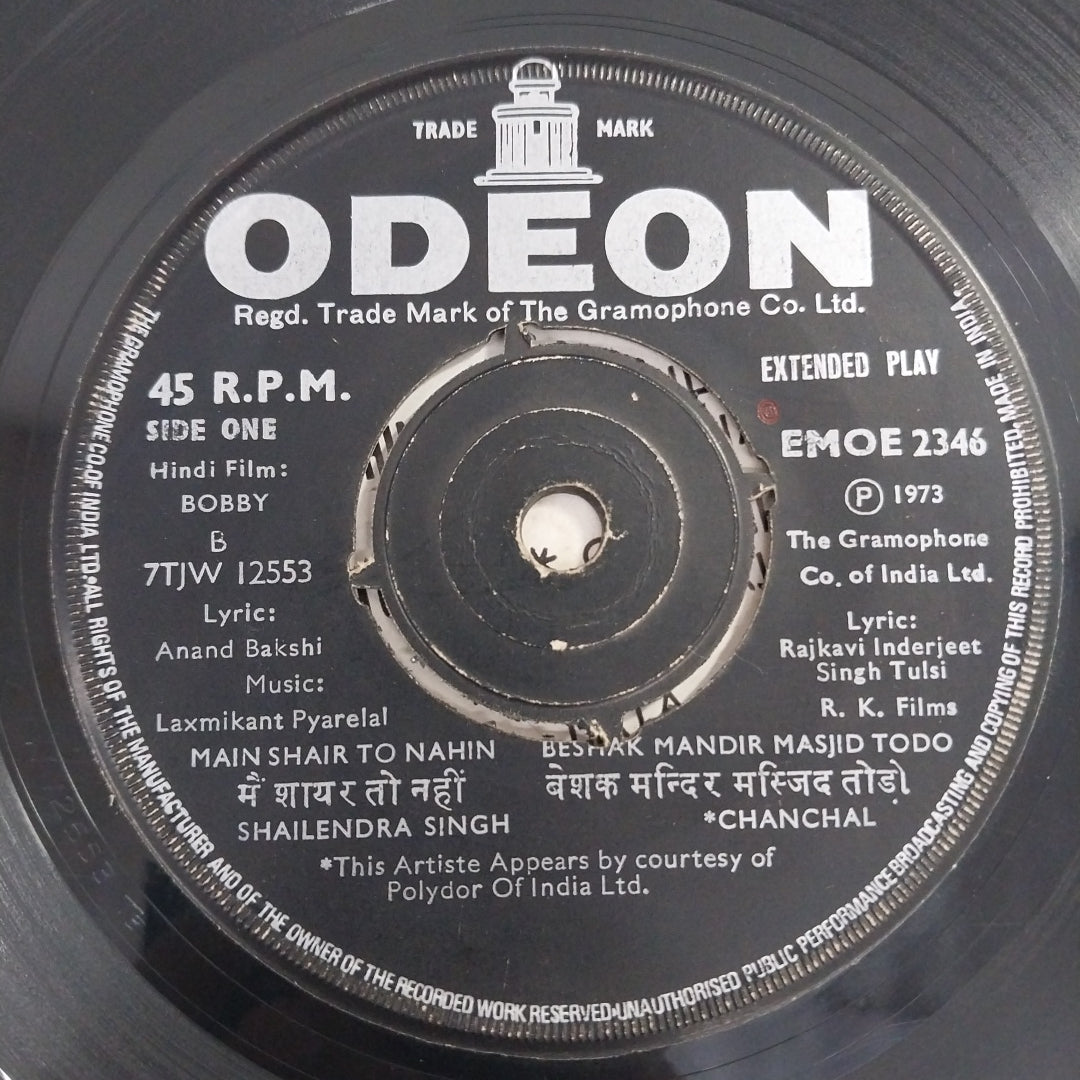 TRADE MARK
ODEON
Regd. Trade Mark of The Gramophone Co. Ltd.
45 R.P.M.
SIDE ONE
Hindi Film:
BOBBY
B
7TJW 12553
Lyric:
Anand Bakshi
Music:
Laxmikant Pyarelal
MAIN SHAIR TO NAHIN
मैं शायर तो नहीं
SHAILENDRA SINGH
EXTENDED PLAY
EMOE 2346
Ⓟ 1973
The Gramophone
Co. of India Ltd.
Lyric:
Rajkavi Inderjeet
Singh Tulsi
R. K. Films
BESHAK MANDIR MASJID TODO
बेशक मन्दिर मस्जिद तोड़ो
*CHANCHAL
*This Artiste Appears by courtesy of
Polydor Of India Ltd.
THE GRAMOPHONE CO. OF INDIA LTD. • ALL RIGHTS OF THE MANUFACTURER AND OF THE OWNER OF THE RECORDED WORK RESERVED • UNAUTHORISED PUBLIC PERFORMANCE BROADCASTING AND COPYING OF THIS RECORD PROHIBITED. MADE IN INDIA